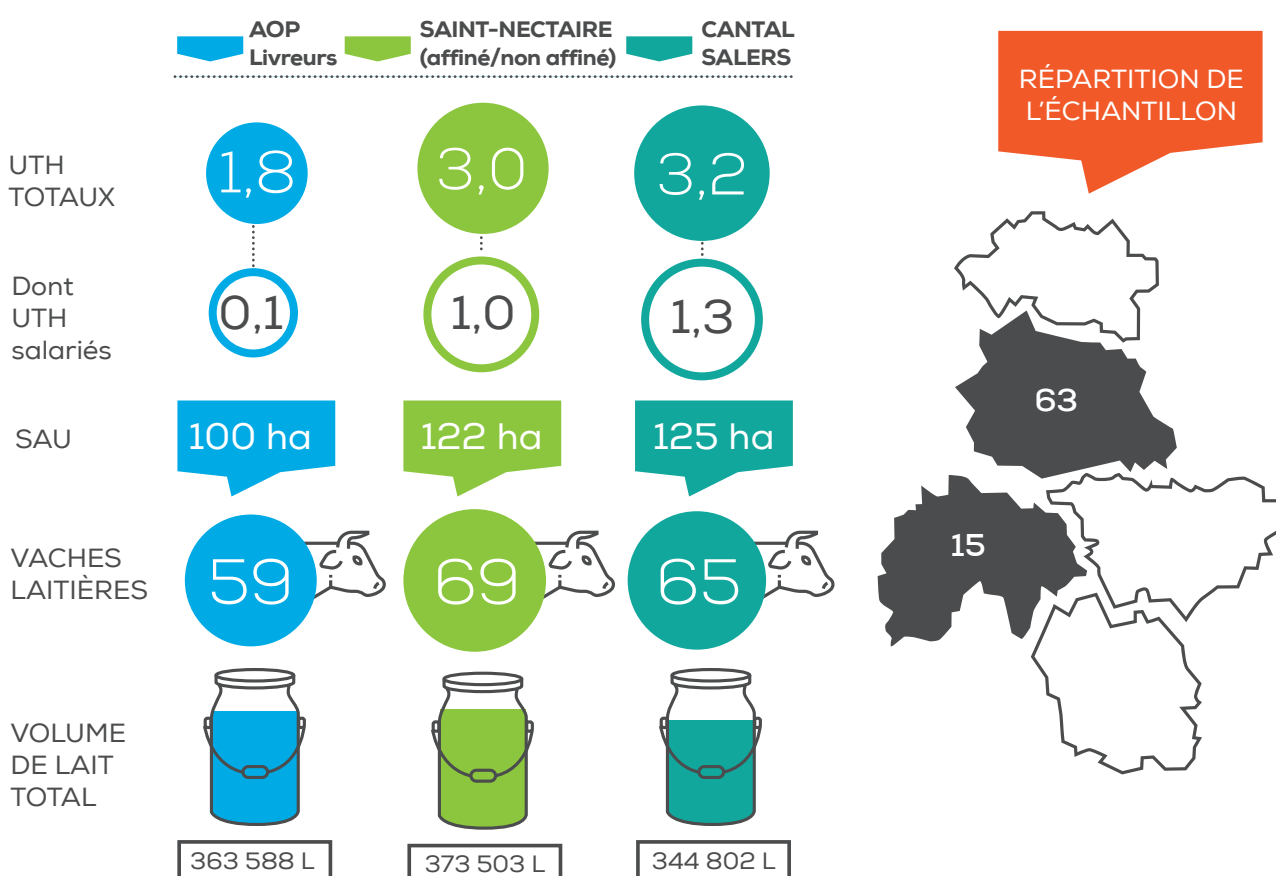 AOP
Livreurs
SAINT-NECTAIRE
(affiné/non affiné)
CANTAL
SALERS
RÉPARTITION DE
L'ÉCHANTILLON
UTH
TOTAUX
1,8
3,0
3,2
Dont
UTH
salariés
0,1
1,0
1,3
SAU
100 ha
122 ha
125 ha
VACHES
LAITIÈRES
59
69
65
VOLUME
DE LAIT
TOTAL
363 588 L
373 503 L
344 802 L
63
15